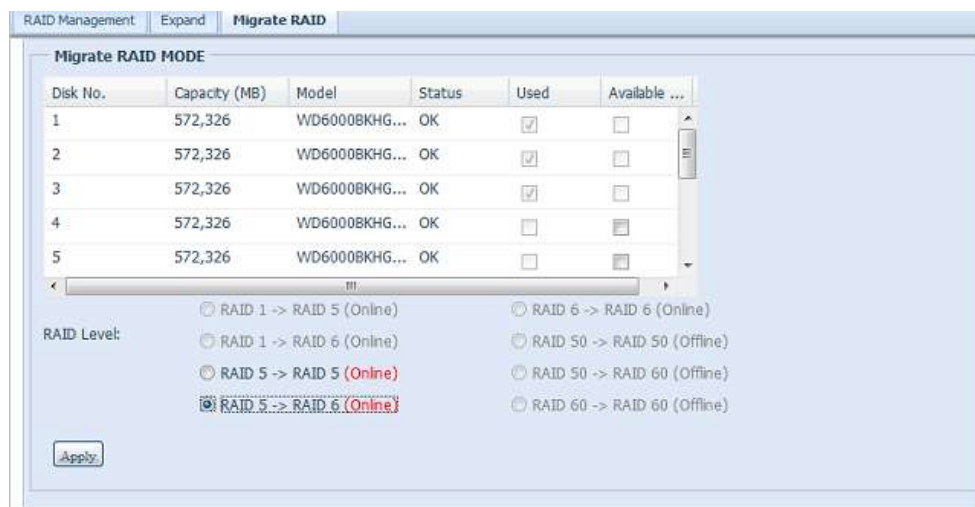 RAID Management Expand Migrate RAID
Migrate RAID MODE
Disk No. Capacity (MB) Model Status Used Available ...
1 572,326 WD6000BKHG... OK
2 572,326 WD6000BKHG... OK
3 572,326 WD6000BKHG... OK
4 572,326 WD6000BKHG... OK
5 572,326 WD6000BKHG... OK
RAID Level:
RAID 1 -> RAID 5 (Online) RAID 6 -> RAID 6 (Online)
RAID 1 -> RAID 6 (Online) RAID 50 -> RAID 50 (Offline)
RAID 5 -> RAID 5 (Online) RAID 50 -> RAID 60 (Offline)
RAID 5 -> RAID 6 (Online) RAID 60 -> RAID 60 (Offline)
Apply